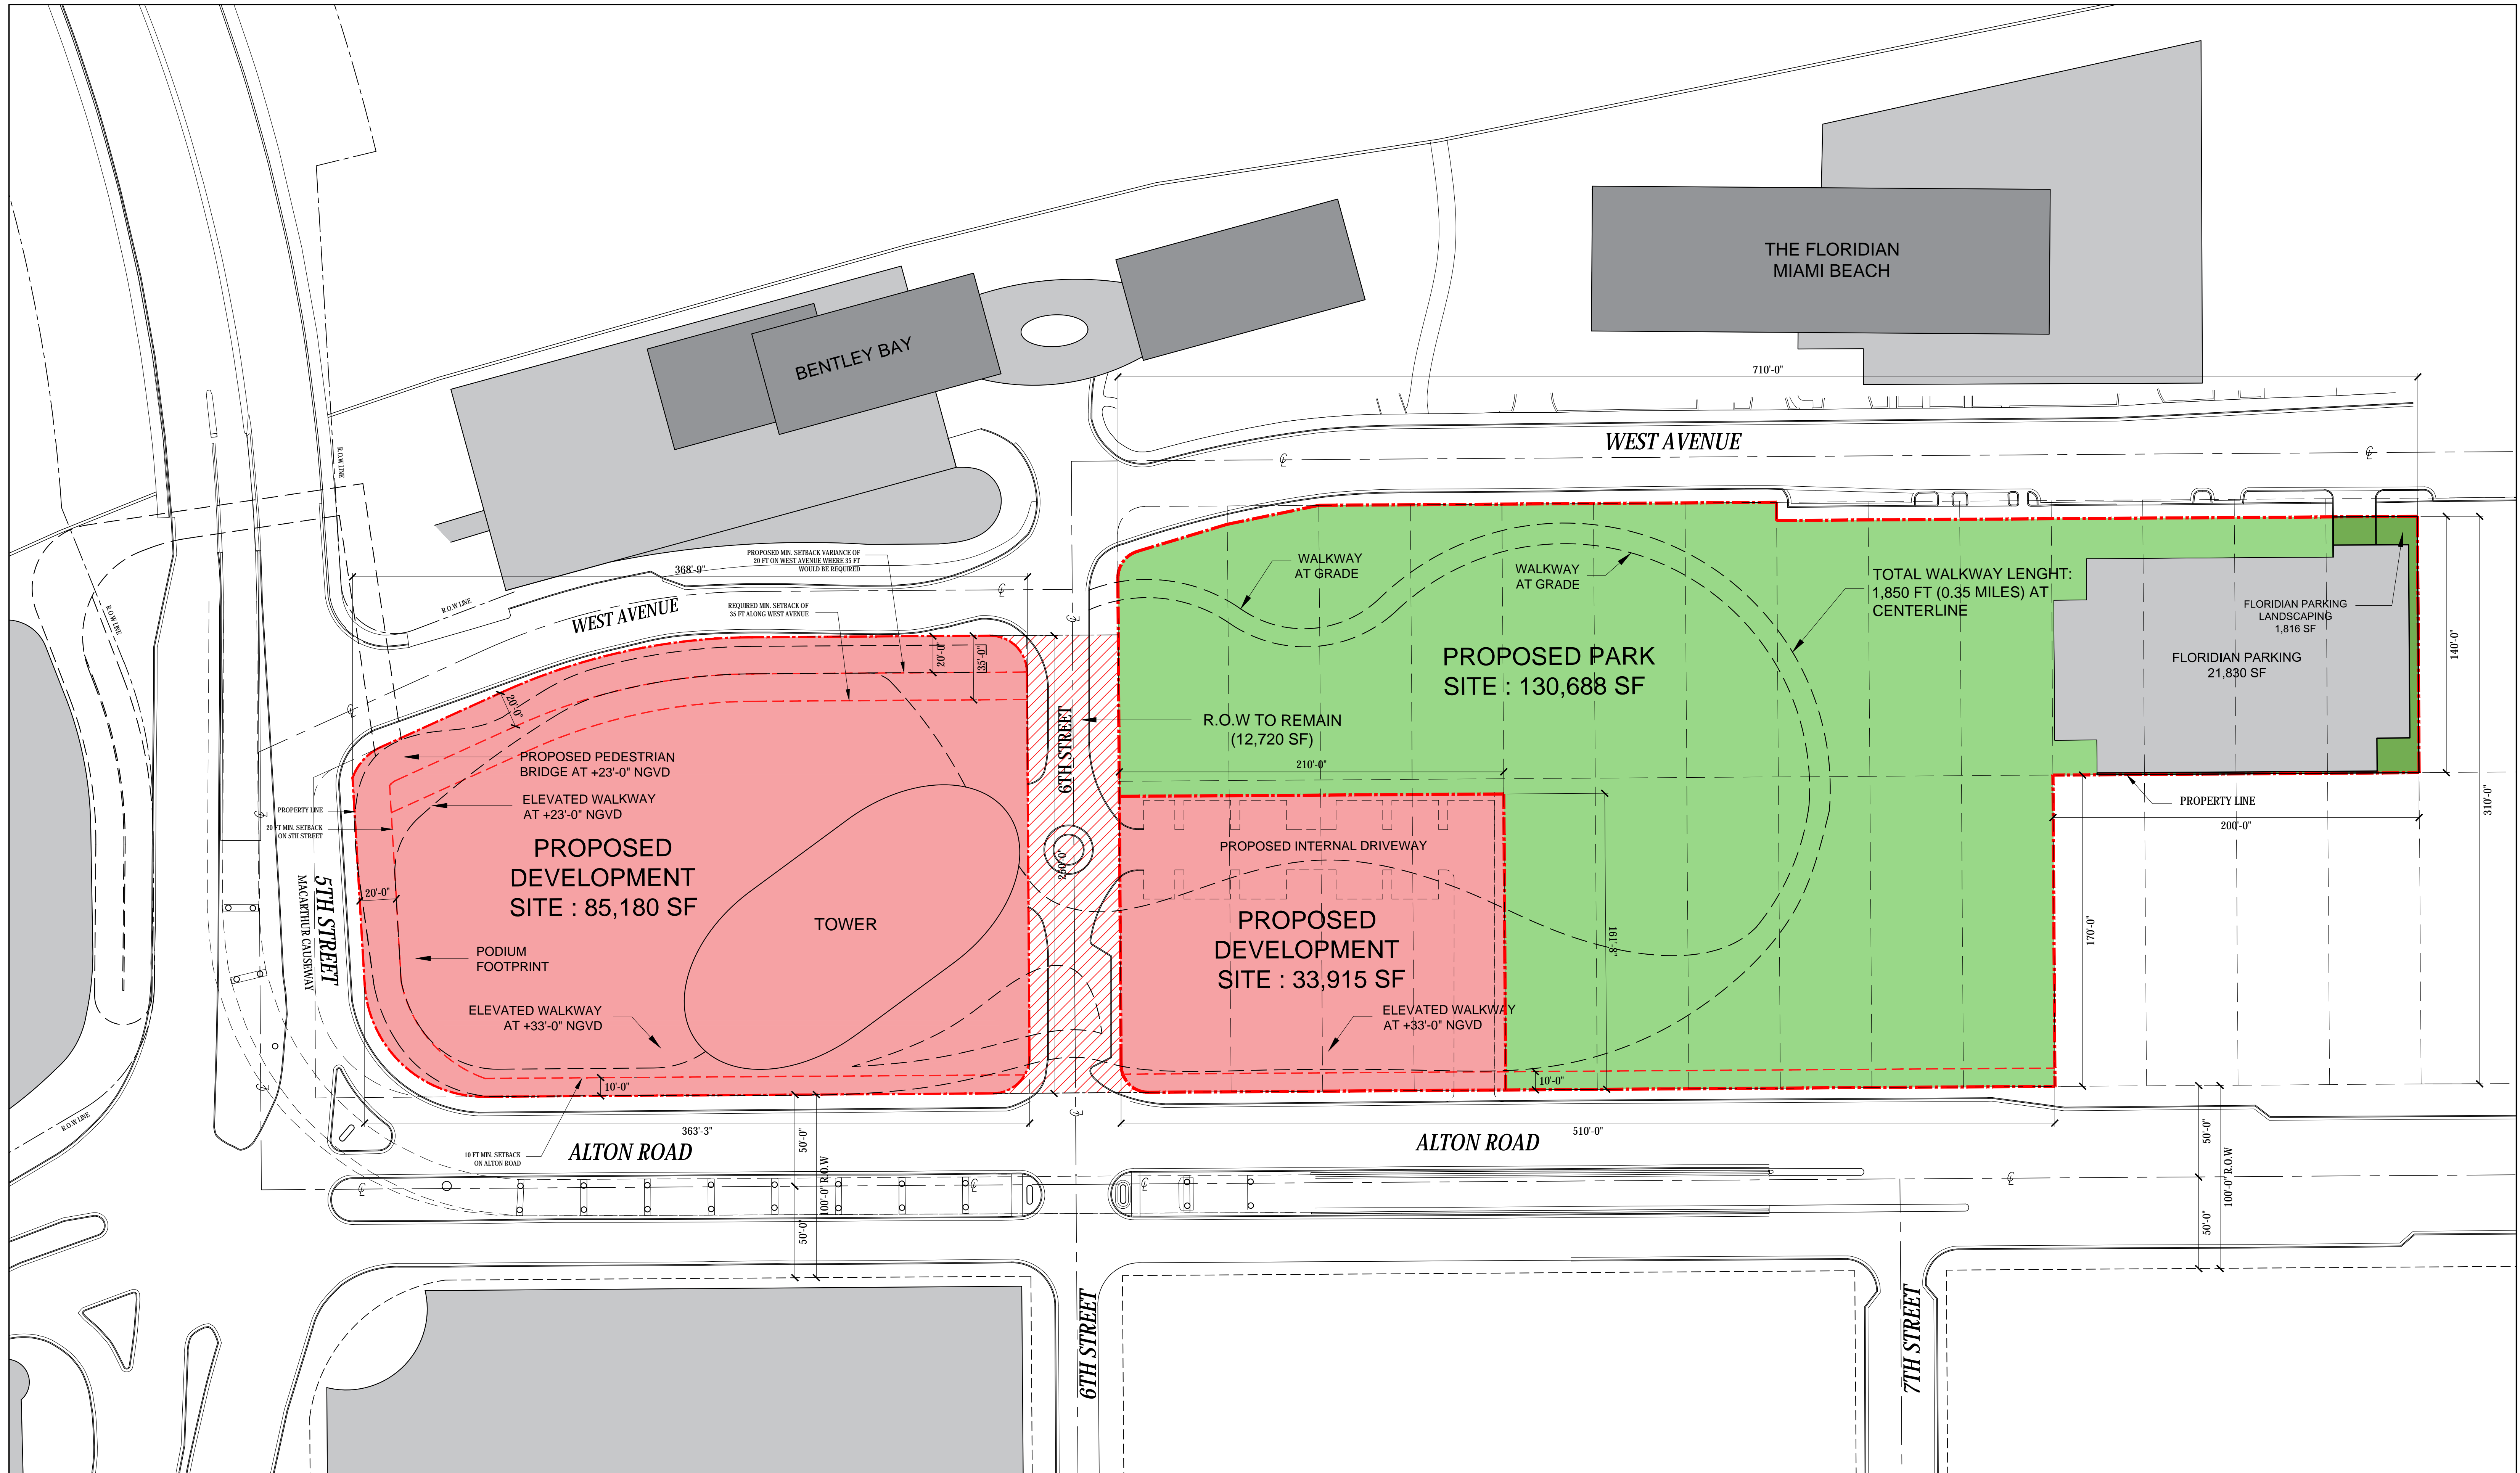 THE FLORIDIAN
MIAMI BEACH
BENTLEY BAY
710'-0"
WEST AVENUE
R.O.W LINE
R.O.W LINE
R.O.W LINE
R.O.W LINE
PROPOSED MIN. SETBACK VARIANCE OF
20 FT ON WEST AVENUE WHERE 35 FT
WOULD BE REQUIRED
368'-9"
REQUIRED MIN. SETBACK OF
35 FT ALONG WEST AVENUE
WEST AVENUE
WALKWAY
AT GRADE
WALKWAY
AT GRADE
TOTAL WALKWAY LENGHT:
1,850 FT (0.35 MILES) AT
CENTERLINE
FLORIDIAN PARKING
LANDSCAPING
1,816 SF
FLORIDIAN PARKING
21,830 SF
140'-0"
310'-0"
PROPOSED PARK
SITE : 130,688 SF
20'-0"
35'-0"
20'-0"
R.O.W TO REMAIN
(12,720 SF)
6TH STREET
250'-0"
PROPOSED PEDESTRIAN
BRIDGE AT +23'-0" NGVD
ELEVATED WALKWAY
AT +23'-0" NGVD
PROPERTY LINE
20 FT MIN. SETBACK
ON 5TH STREET
PROPOSED
DEVELOPMENT
SITE : 85,180 SF
20'-0"
5TH STREET
MACARTHUR CAUSEWAY
TOWER
PODIUM
FOOTPRINT
ELEVATED WALKWAY
AT +33'-0" NGVD
210'-0"
PROPOSED INTERNAL DRIVEWAY
PROPOSED
DEVELOPMENT
SITE : 33,915 SF
161'-8"
ELEVATED WALKWAY
AT +33'-0" NGVD
PROPERTY LINE
200'-0"
170'-0"
10'-0"
10'-0"
363'-3"
510'-0"
10 FT MIN. SETBACK
ON ALTON ROAD
ALTON ROAD
ALTON ROAD
50'-0"
100'-0" R.O.W
50'-0"
50'-0"
100'-0" R.O.W
50'-0"
6TH STREET
7TH STREET